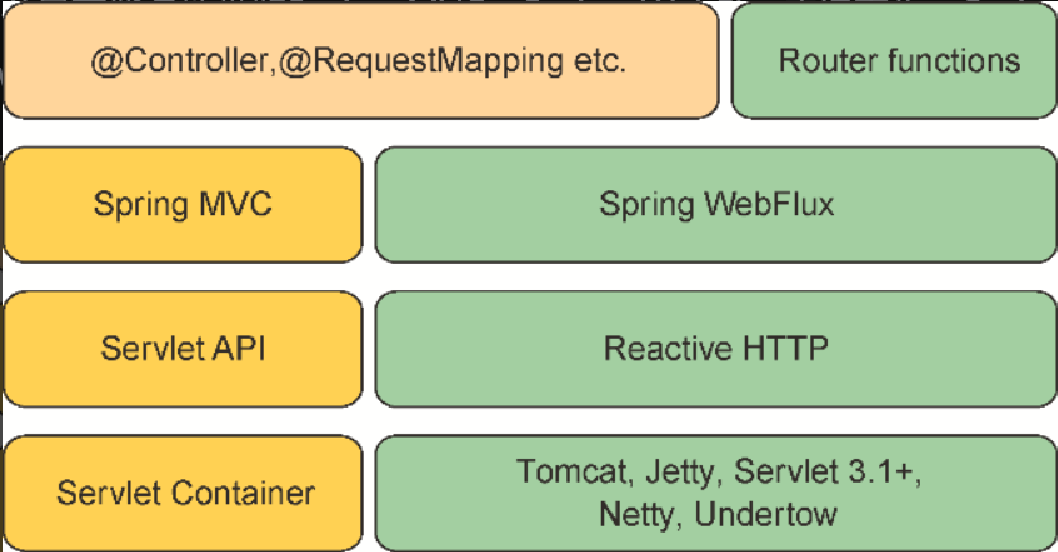 @Controller,@RequestMapping etc.
Router functions
Spring MVC
Spring WebFlux
Servlet API
Reactive HTTP
Servlet Container
Tomcat, Jetty, Servlet 3.1+,
Netty, Undertow